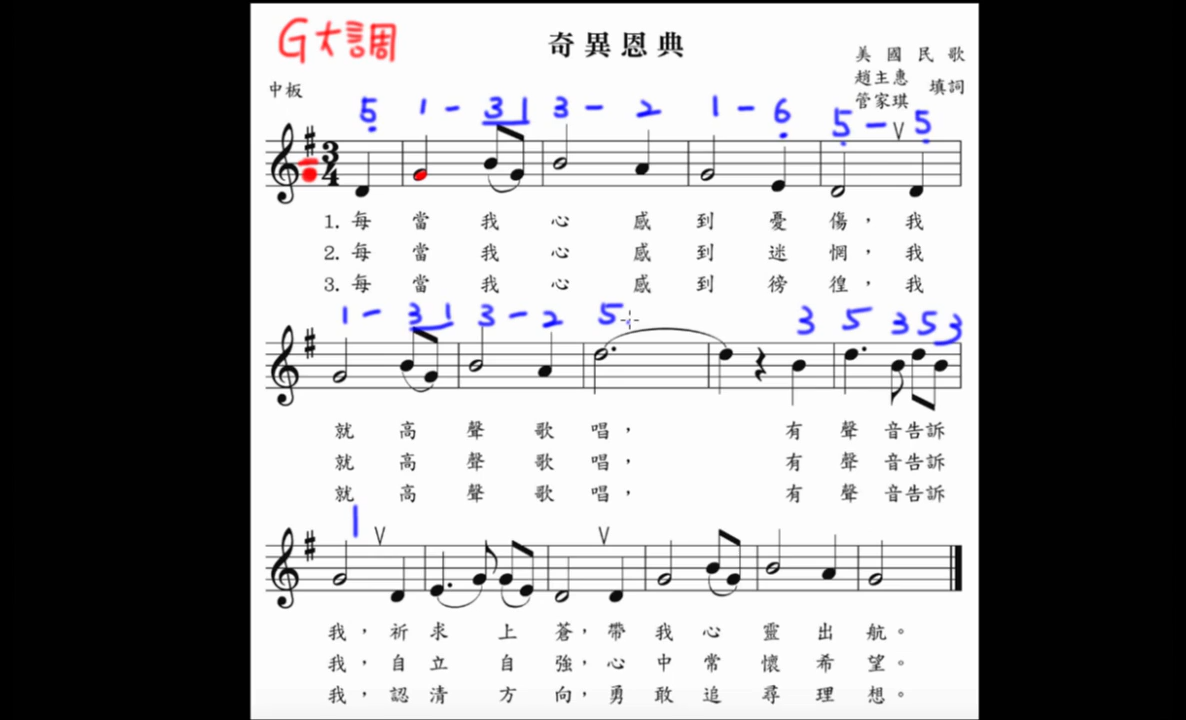 G大調
奇異恩典
美國民歌
中板
趙主惠
管家琪
填詞
5 1 - 3 1 3 - 2 1 - 6 5 - V 5
3
4
1. 每當我心感到憂傷，我
2. 每當我心感到迷惘，我
3. 每當我心感到徬徨，我
1 - 3 1 3 - 2 5 - 3 5 3 5 3
就高聲歌唱，有聲音告訴
就高聲歌唱，有聲音告訴
就高聲歌唱，有聲音告訴
1 V V
我，祈求上蒼，帶我心靈出航。
我，自立自強，心中常懷希望。
我，認清方向，勇敢追尋理想。